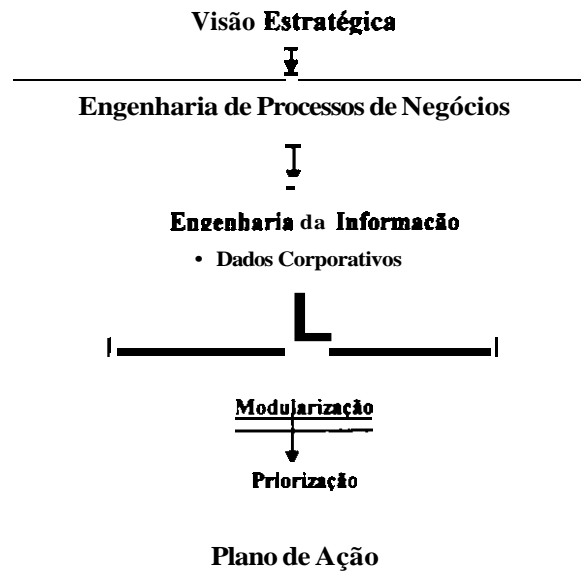 Visão Estratégica
Engenharia de Processos de Negócios
Engenharia da Informação
• Dados Corporativos
Modularização
Priorização
Plano de Ação